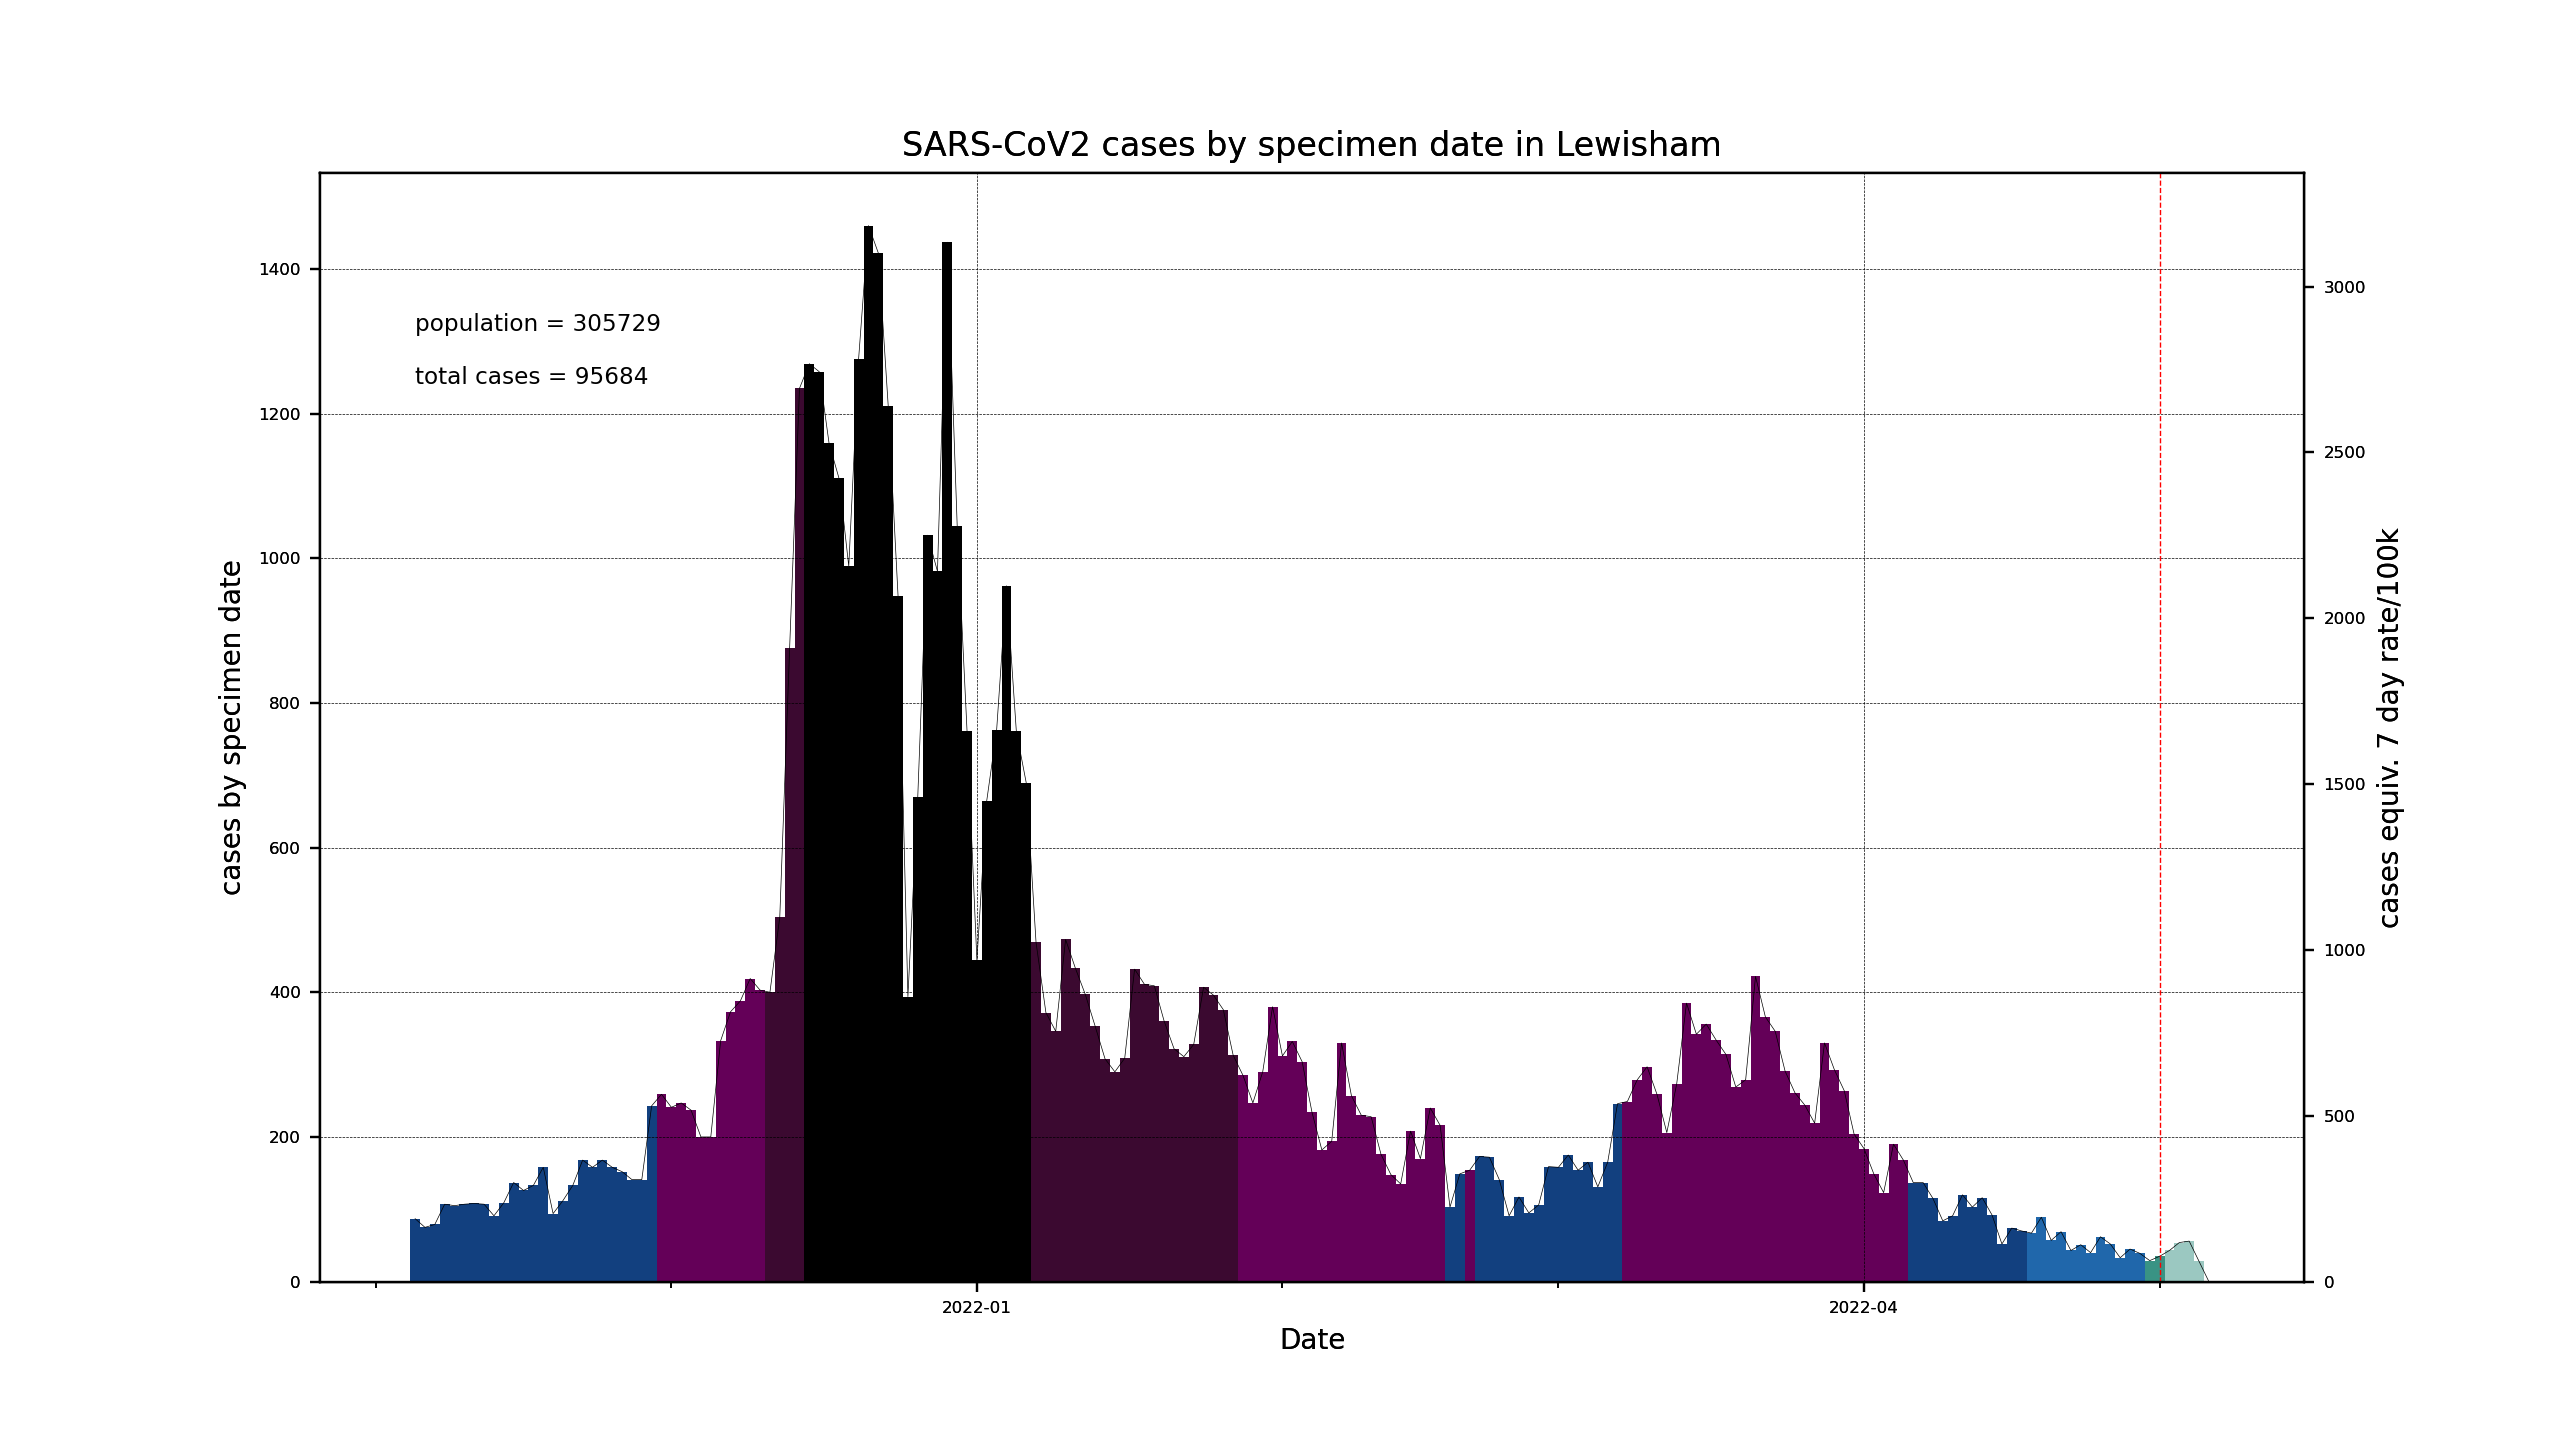 SARS-CoV2 cases by specimen date in Lewisham
population = 305729
total cases = 95684
cases by specimen date
1400
1200
1000
800
600
400
200
0
3000
2500
2000
1500
1000
500
0
cases equiv. 7 day rate/100k
2022-01
2022-04
Date